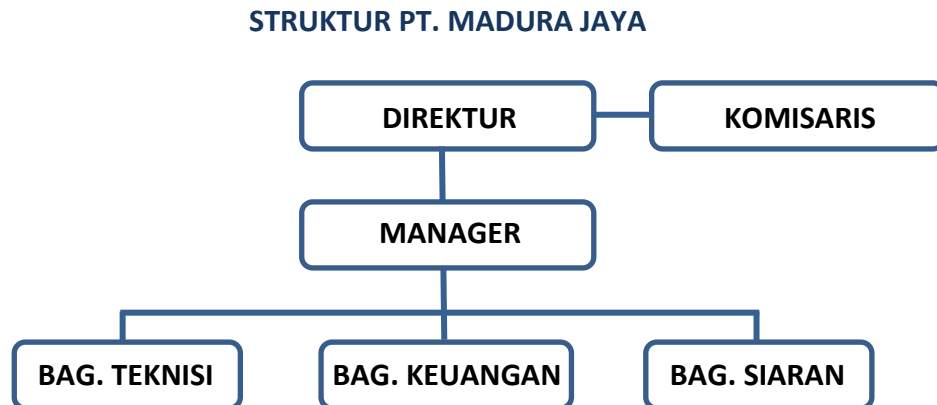 STRUKTUR PT. MADURA JAYA
DIREKTUR
KOMISARIS
MANAGER
BAG. TEKNISI
BAG. KEUANGAN
BAG. SIARAN